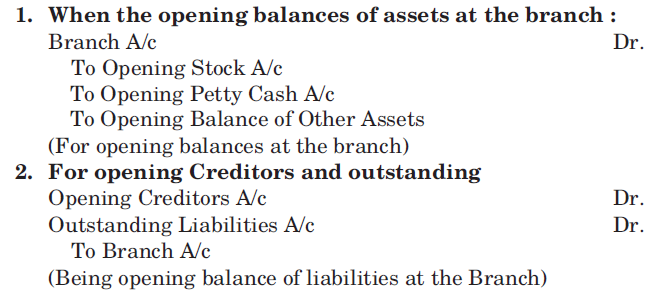 1. When the opening balances of assets at the branch :
Branch A/c Dr.
To Opening Stock A/c
To Opening Petty Cash A/c
To Opening Balance of Other Assets
(For opening balances at the branch)
2. For opening Creditors and outstanding
Opening Creditors A/c Dr.
Outstanding Liabilities A/c Dr.
To Branch A/c
(Being opening balance of liabilities at the Branch)